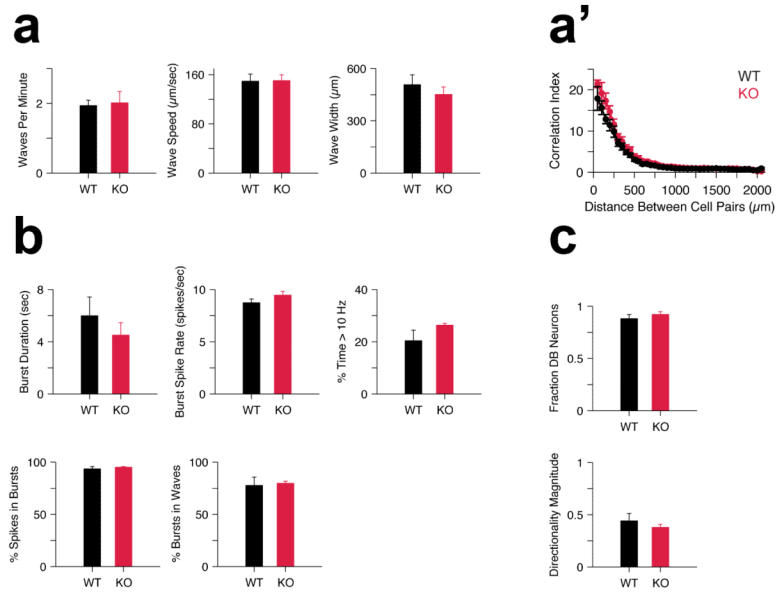 a
Waves Per Minute
2
0
WT KO
Wave Speed (µm/sec)
160
80
0
WT KO
Wave Width (µm)
600
300
0
WT KO
a'
Correlation Index
20
10
0
WT
KO
0 500 1000 1500 2000
Distance Between Cell Pairs (µm)
b
Burst Duration (sec)
8
4
0
WT KO
Burst Spike Rate (spikes/sec)
10
5
0
WT KO
% Time > 10 Hz
40
20
0
WT KO
% Spikes in Bursts
100
50
0
WT KO
% Bursts in Waves
100
50
0
WT KO
c
Fraction DB Neurons
1
0.5
0
WT KO
Directionality Magnitude
1
0.5
0
WT KO